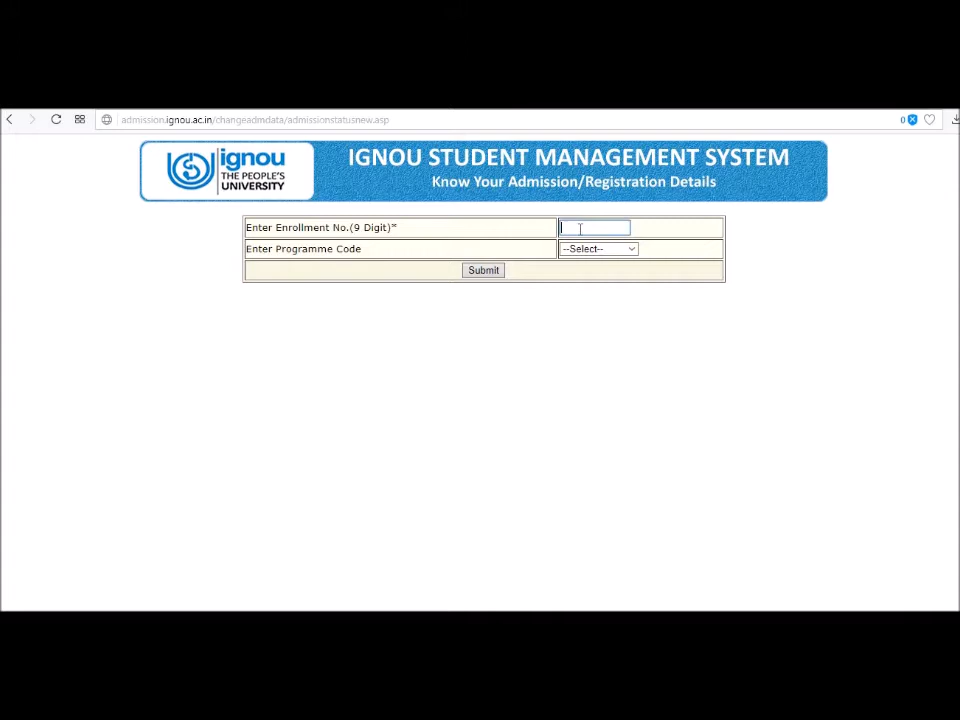 admission.ignou.ac.in/changeadmdata/admissionstatusnew.asp
0
ignou
THE PEOPLE'S
UNIVERSITY
IGNOU STUDENT MANAGEMENT SYSTEM
Know Your Admission/Registration Details
Enter Enrollment No.(9 Digit)*
Enter Programme Code
--Select--
Submit